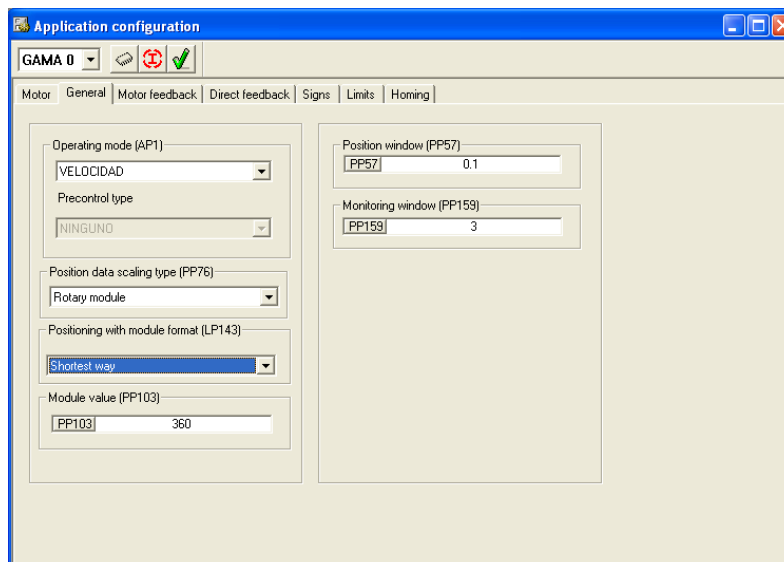 Application configuration
GAMA 0
Motor General Motor feedback Direct feedback Signs Limits Homing
Operating mode (AP1)
VELOCIDAD
Precontrol type
NINGUNO
Position data scaling type (PP76)
Rotary module
Positioning with module format (LP143)
Shortest way
Module value (PP103)
PP103 360
Position window (PP57)
PP57 0.1
Monitoring window (PP159)
PP159 3